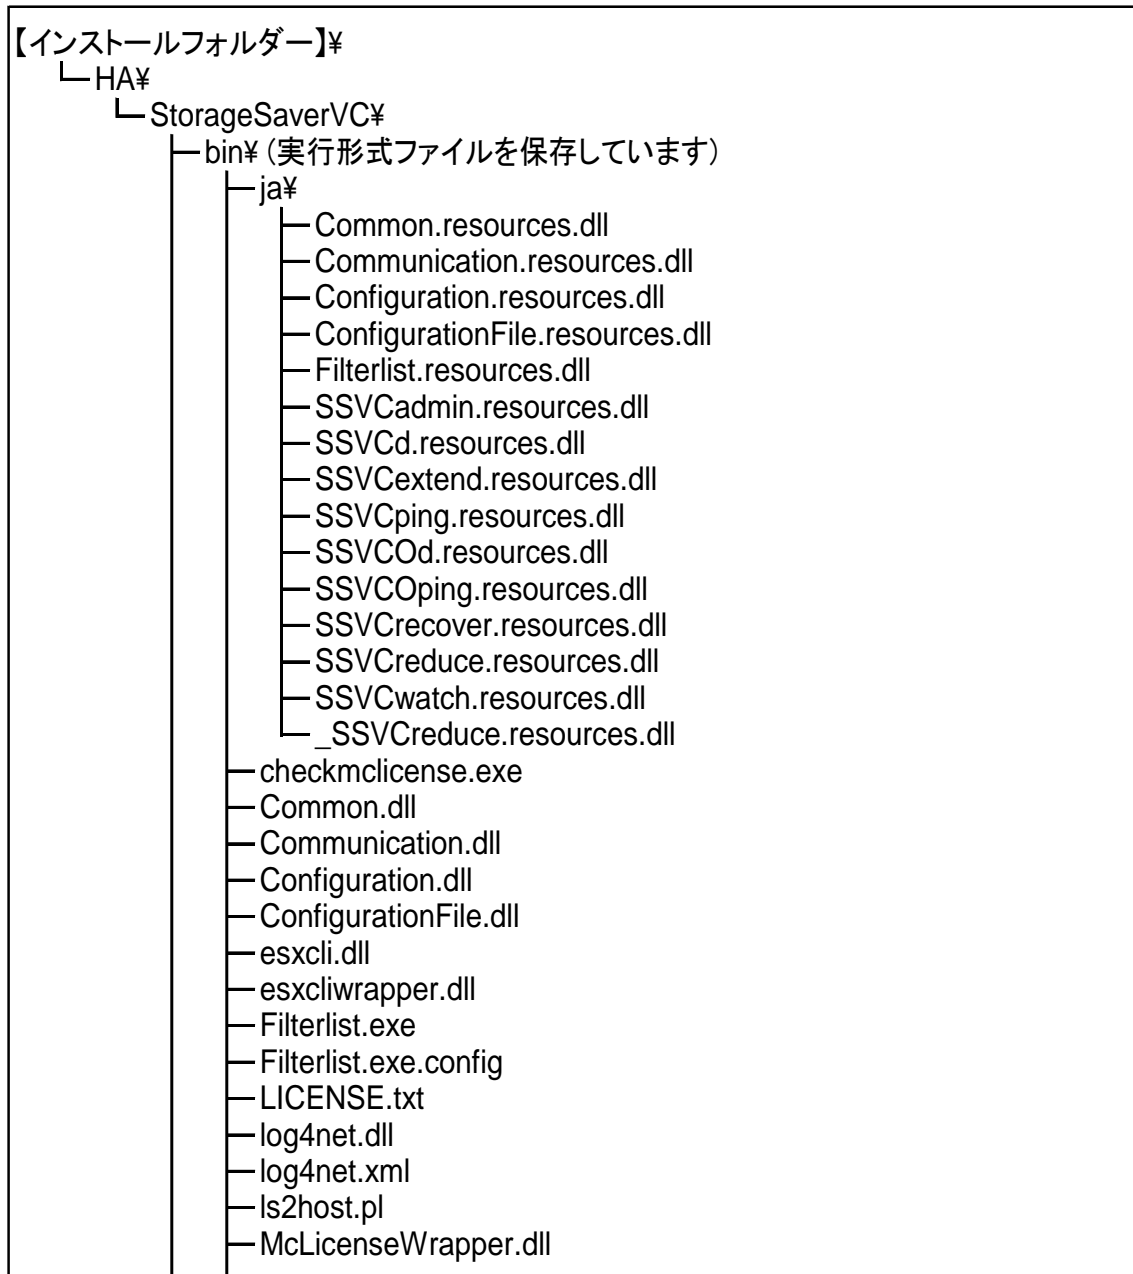 【インストールフォルダー】¥
HA¥
StorageSaverVC¥
bin¥ (実行形式ファイルを保存しています)
ja¥
Common.resources.dll
Communication.resources.dll
Configuration.resources.dll
ConfigurationFile.resources.dll
Filterlist.resources.dll
SSVCadmin.resources.dll
SSVCd.resources.dll
SSVCextend.resources.dll
SSVCping.resources.dll
SSVCOd.resources.dll
SSVCOping.resources.dll
SSVCrecover.resources.dll
SSVCreduce.resources.dll
SSVCwatch.resources.dll
_SSVCreduce.resources.dll
checkmclicense.exe
Common.dll
Communication.dll
Configuration.dll
ConfigurationFile.dll
esxcli.dll
esxcliwrapper.dll
Filterlist.exe
Filterlist.exe.config
LICENSE.txt
log4net.dll
log4net.xml
ls2host.pl
McLicenseWrapper.dll